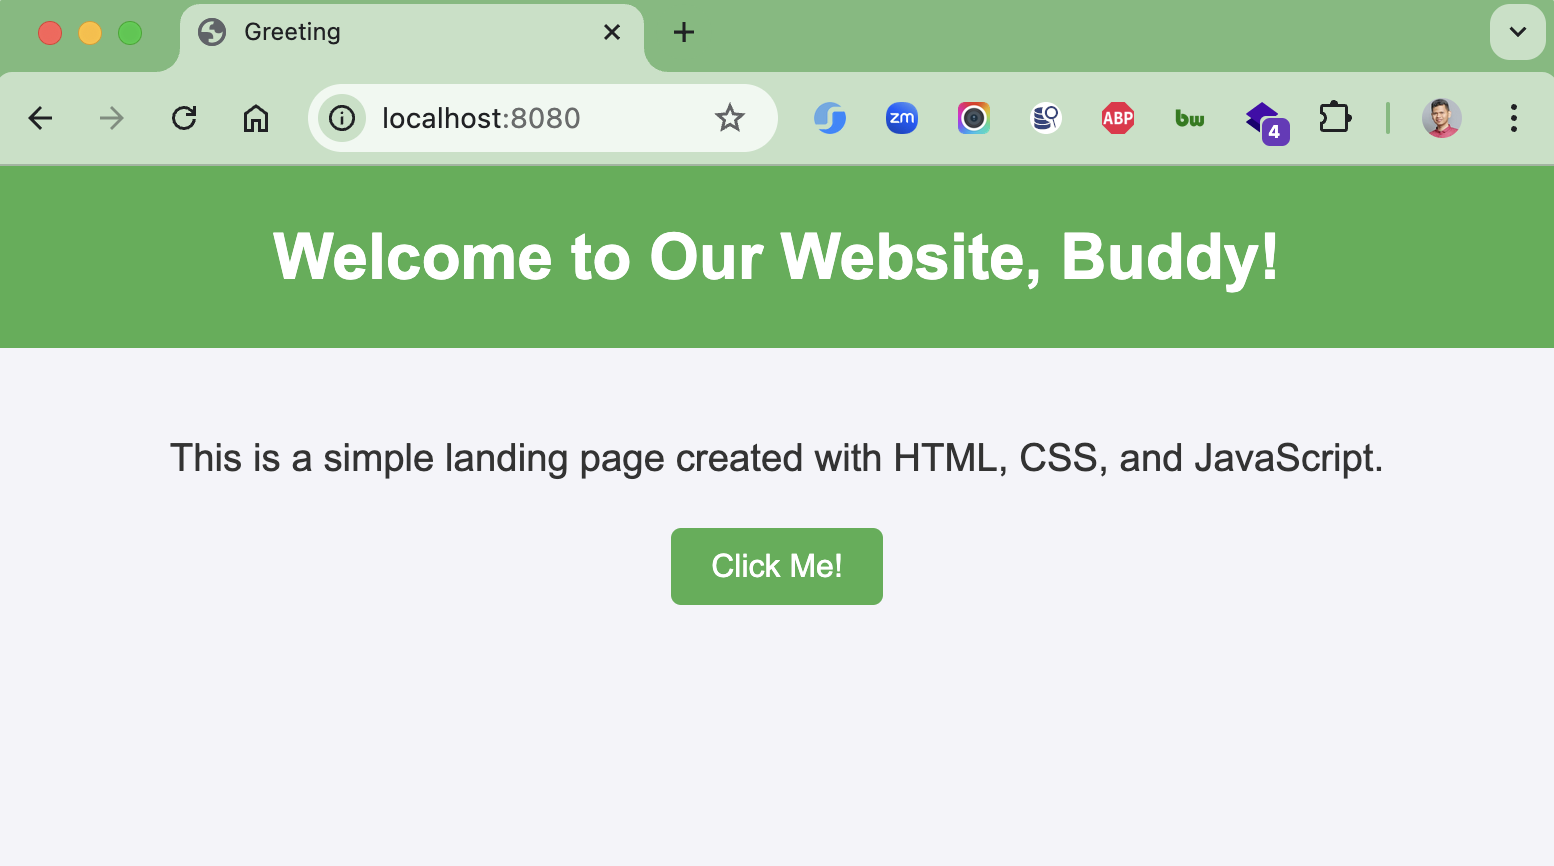 Greeting
localhost:8080
zm
ABP
bw
4
Welcome to Our Website, Buddy!
This is a simple landing page created with HTML, CSS, and JavaScript.
Click Me!